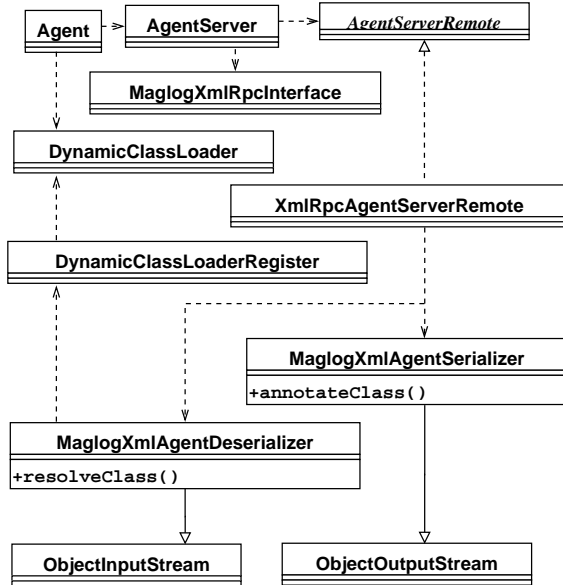 Agent
AgentServer
AgentServerRemote
MaglogXmlRpcInterface
DynamicClassLoader
XmlRpcAgentServerRemote
DynamicClassLoaderRegister
MaglogXmlAgentSerializer
+annotateClass()
MaglogXmlAgentDeserializer
+resolveClass()
ObjectInputStream
ObjectOutputStream